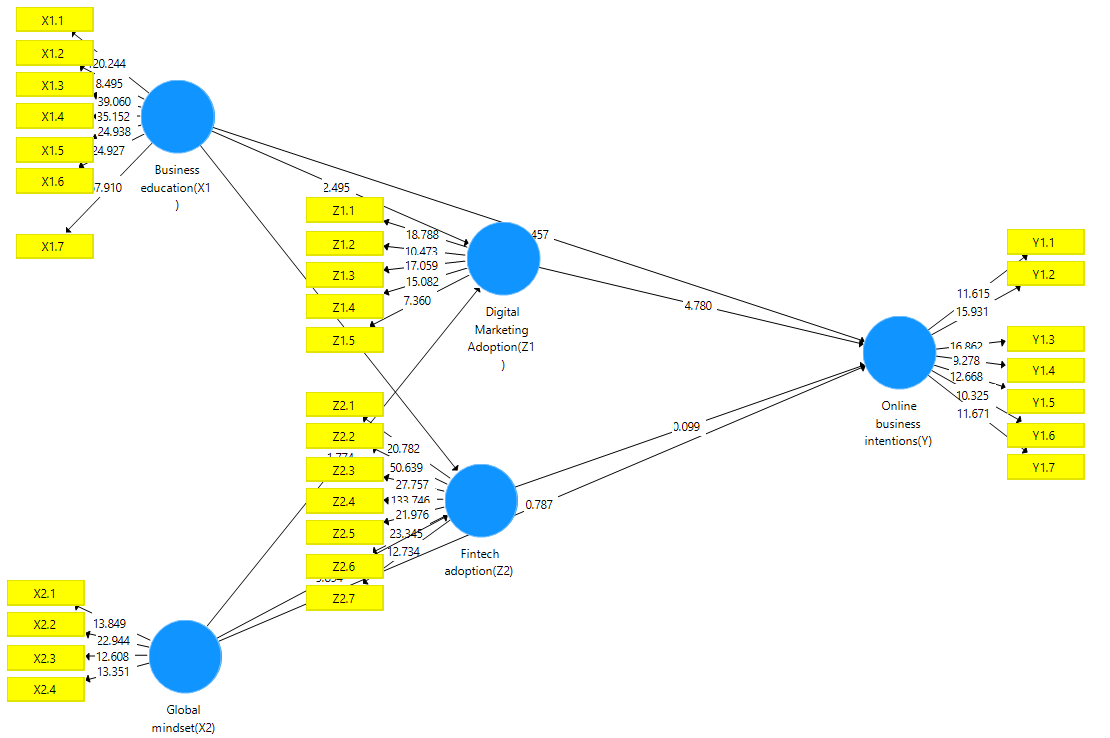 X1.1
X1.2
X1.3
X1.4
X1.5
X1.6
X1.7
8.495
39.060
35.152
24.938
24.927
Business
education(X1
)
2.495
Z1.1
Z1.2
Z1.3
Z1.4
Z1.5
18.788
10.473
17.059
15.082
7.360
Digital
Marketing
Adoption(Z1
)
4.780
Y1.1
Y1.2
Y1.3
Y1.4
Y1.5
Y1.6
Y1.7
11.615
15.931
16.862
9.278
12.668
10.325
11.671
Online
business
intentions(Y)
Z2.1
Z2.2
Z2.3
Z2.4
Z2.5
Z2.6
Z2.7
20.782
50.639
27.757
133.746
21.976
23.345
12.734
Fintech
adoption(Z2)
0.099
0.787
X2.1
X2.2
X2.3
X2.4
13.849
22.944
12.608
13.351
Global
mindset(X2)